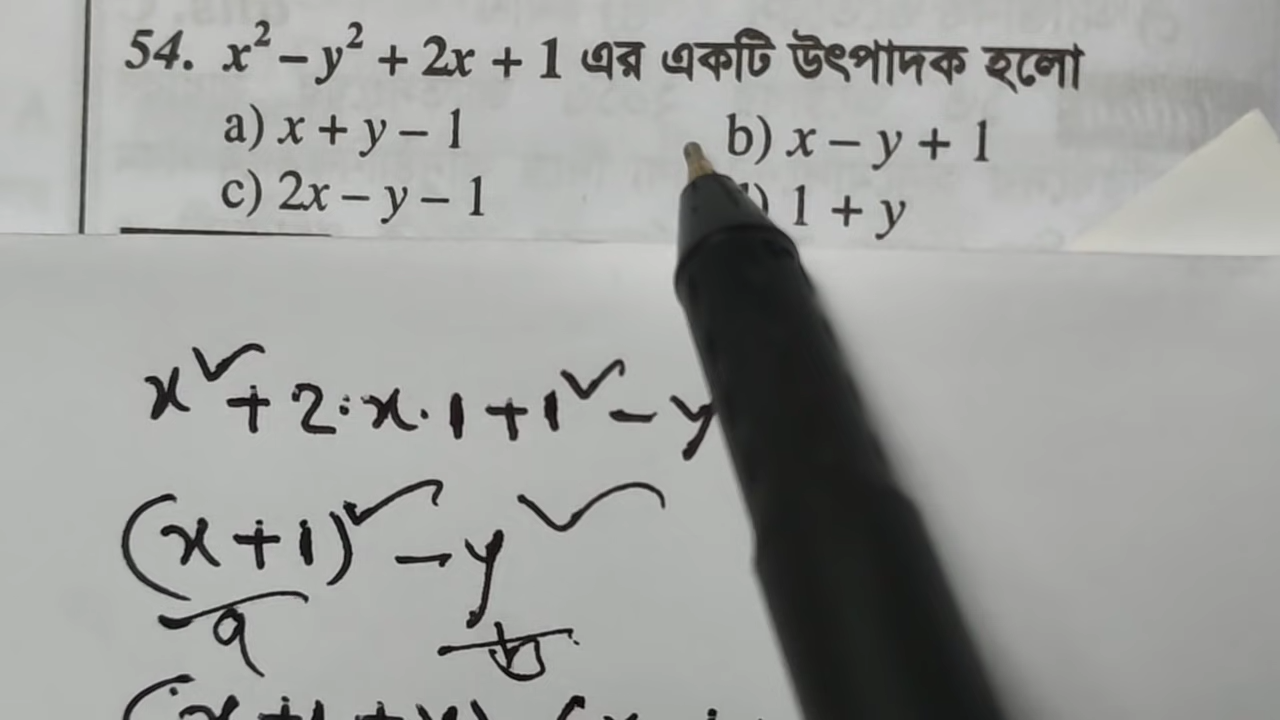 54. x² – y² + 2x + 1 এর একটি উৎপাদক হলো
a) x + y – 1 b) x – y + 1
c) 2x – y – 1 ) 1 + y
x² + 2·x·1 + 1² – y
(x+1)² – y²
a b
(x+1+y) (x